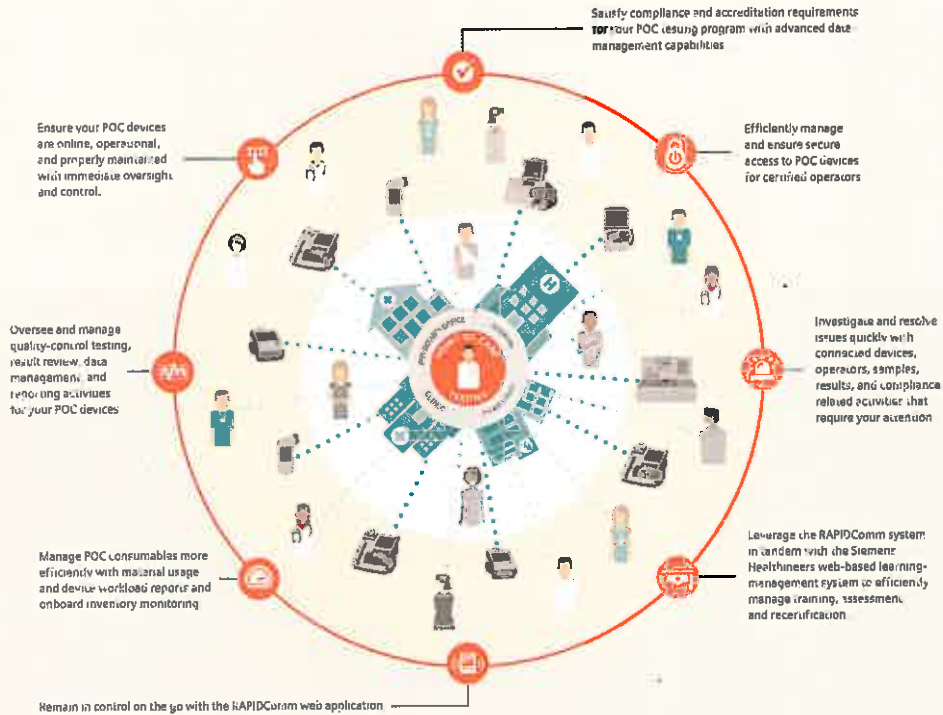 Satisfy compliance and accreditation requirements
for your POC testing program with advanced data
management capabilities
Ensure your POC devices
are online, operational,
and properly maintained
with immediate oversight
and control.
Efficiently manage
and ensure secure
access to POC devices
for certified operators
Oversee and manage
quality-control testing,
result review, data
management, and
reporting activities
for your POC devices
Investigate and resolve
issues quickly with
connected devices,
operators, samples,
results, and compliance
related activities that
require your attention
H
OFFICE
CLINIC
Manage POC consumables more
efficiently with material usage
and device workload reports and
onboard inventory monitoring
Leverage the RAPIDComm system
in tandem with the Siemens
Healthineers web-based learning-
management system to efficiently
manage training, assessment
and recertification
Remain in control on the go with the RAPIDComm web application